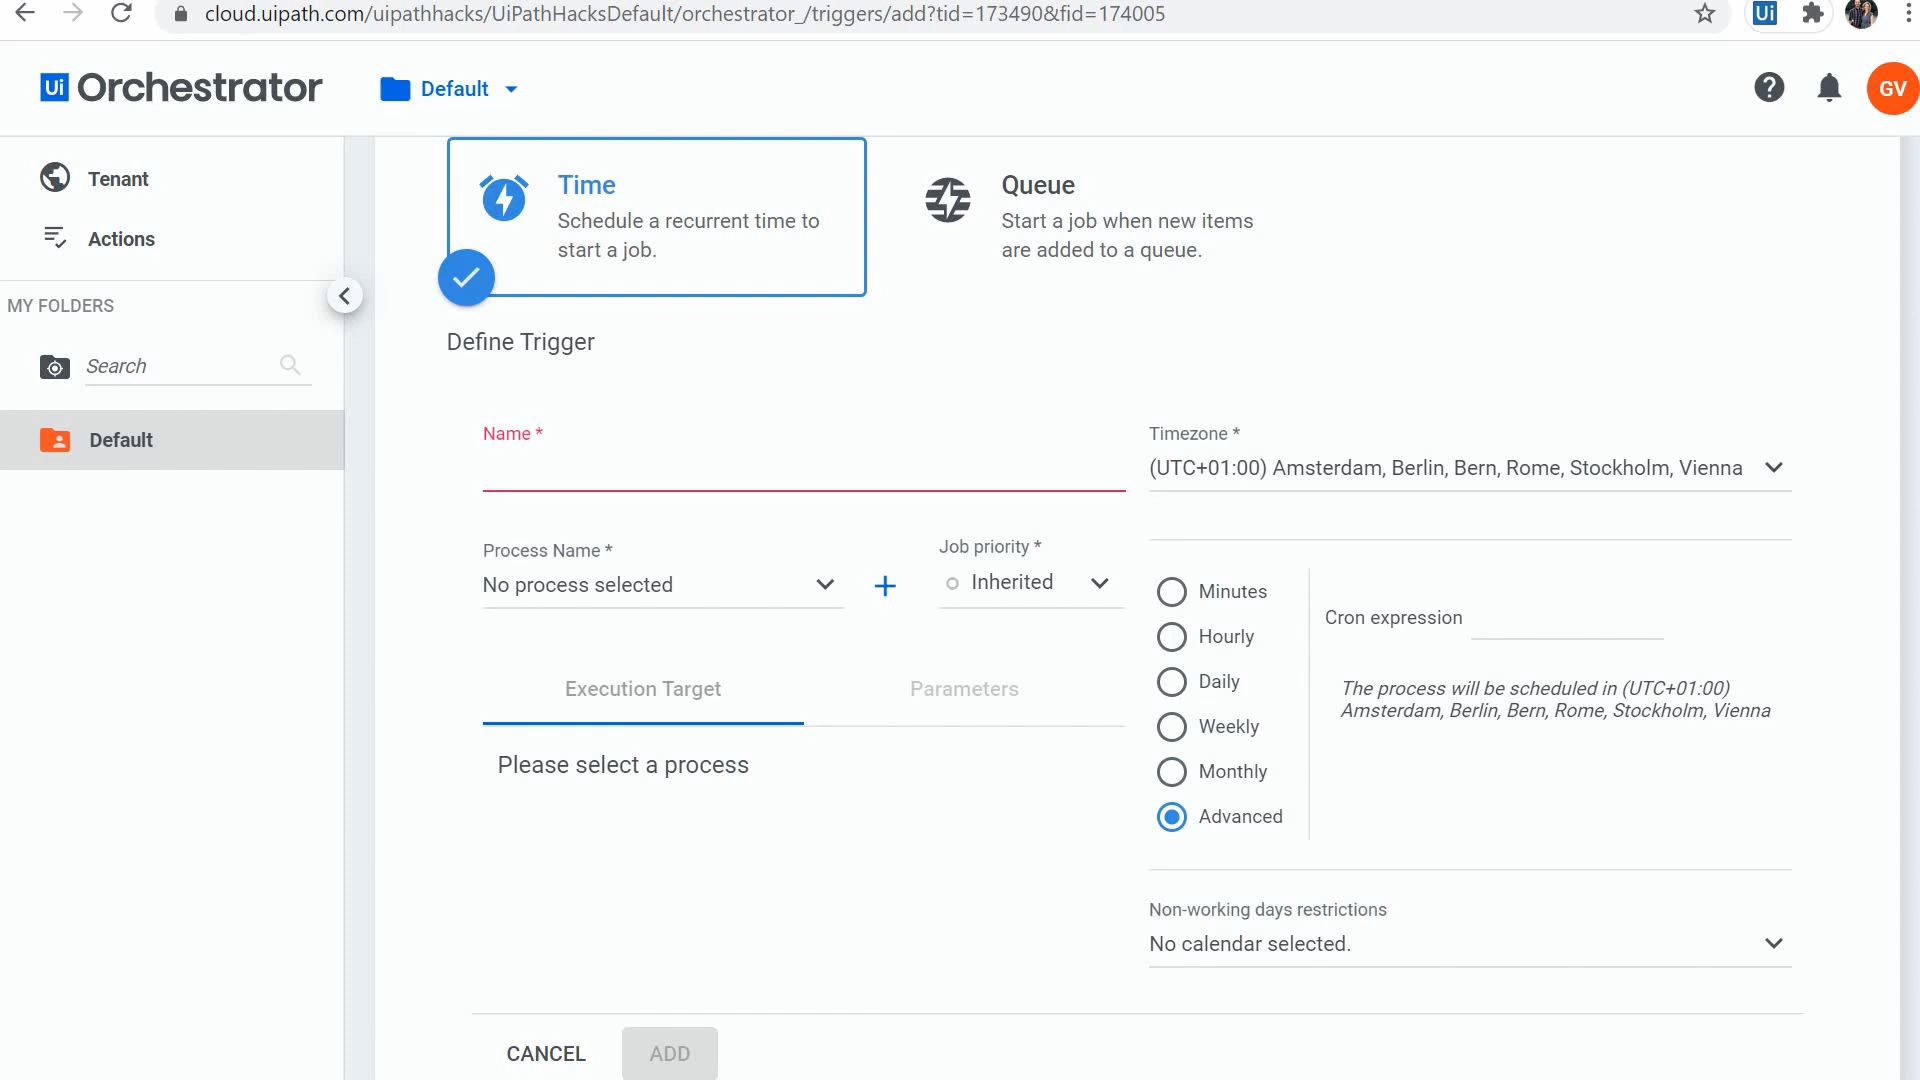 cloud.uipath.com/uipathhacks/UiPathHacksDefault/orchestrator_/triggers/add?tid=173490&fid=174005
Ui
Ui Orchestrator
Default
GV
Tenant
Actions
MY FOLDERS
Search
Default
Time
Schedule a recurrent time to
start a job.
Queue
Start a job when new items
are added to a queue.
Define Trigger
Name *
Timezone *
(UTC+01:00) Amsterdam, Berlin, Bern, Rome, Stockholm, Vienna
Process Name *
No process selected
Job priority *
Inherited
Execution Target
Parameters
Please select a process
Minutes
Hourly
Daily
Weekly
Monthly
Advanced
Cron expression
The process will be scheduled in (UTC+01:00)
Amsterdam, Berlin, Bern, Rome, Stockholm, Vienna
Non-working days restrictions
No calendar selected.
CANCEL
ADD